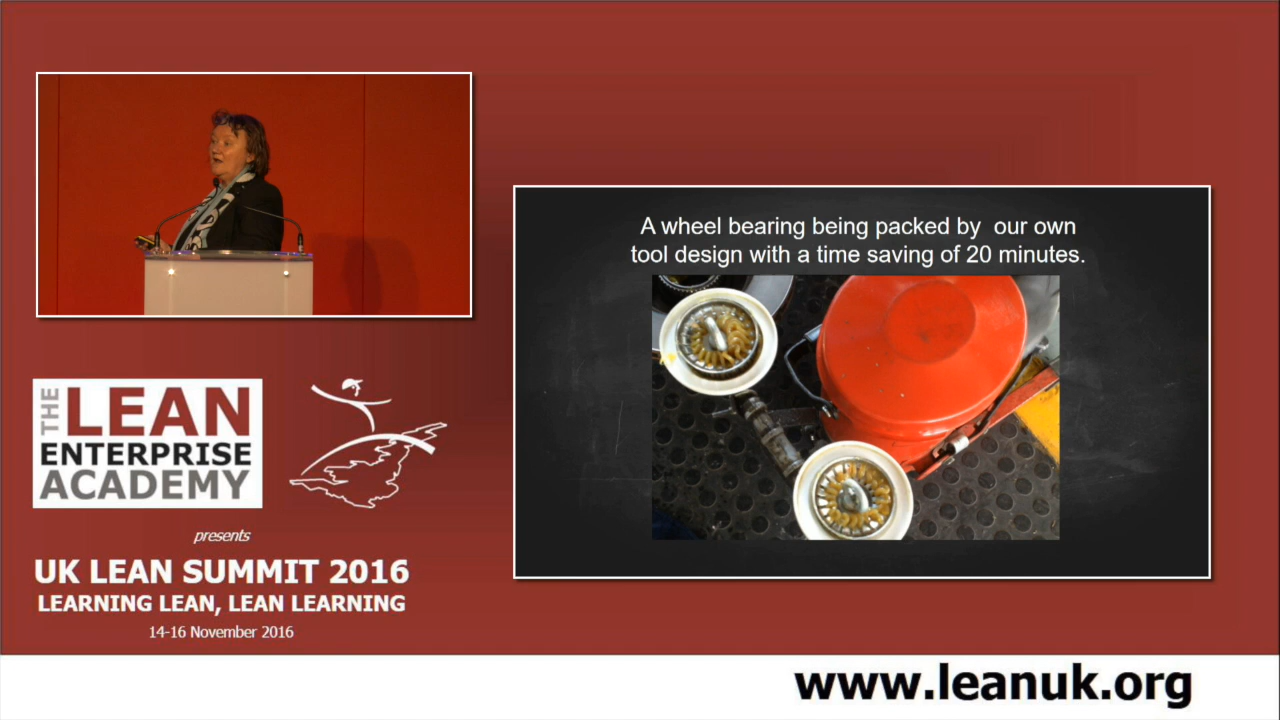 A wheel bearing being packed by our own
tool design with a time saving of 20 minutes.
THE
LEAN
ENTERPRISE
ACADEMY
presents
UK LEAN SUMMIT 2016
LEARNING LEAN, LEAN LEARNING
14-16 November 2016
www.leanuk.org